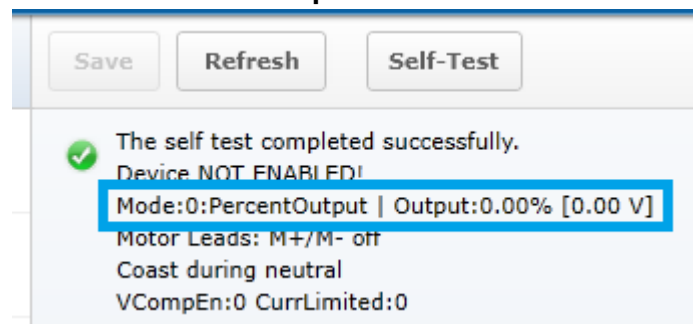 Save Refresh Self-Test
The self test completed successfully.
Device NOT ENABLED!
Mode:0:PercentOutput | Output:0.00% [0.00 V]
Motor Leads: M+/M- off
Coast during neutral
VCompEn:0 CurrLimited:0